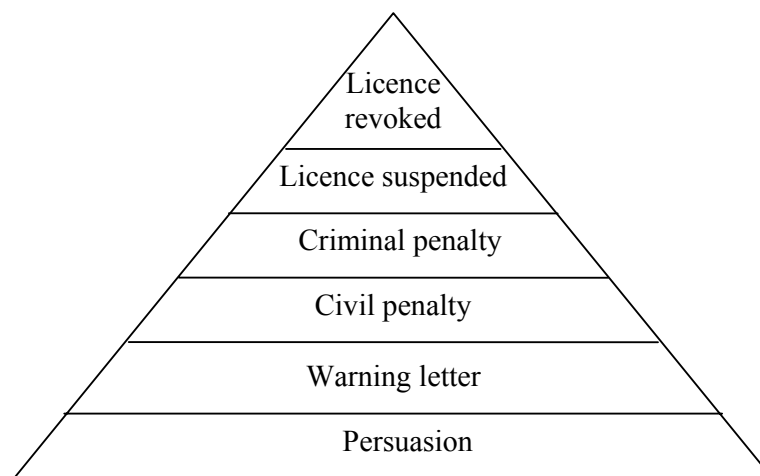 Licence
revoked
Licence suspended
Criminal penalty
Civil penalty
Warning letter
Persuasion